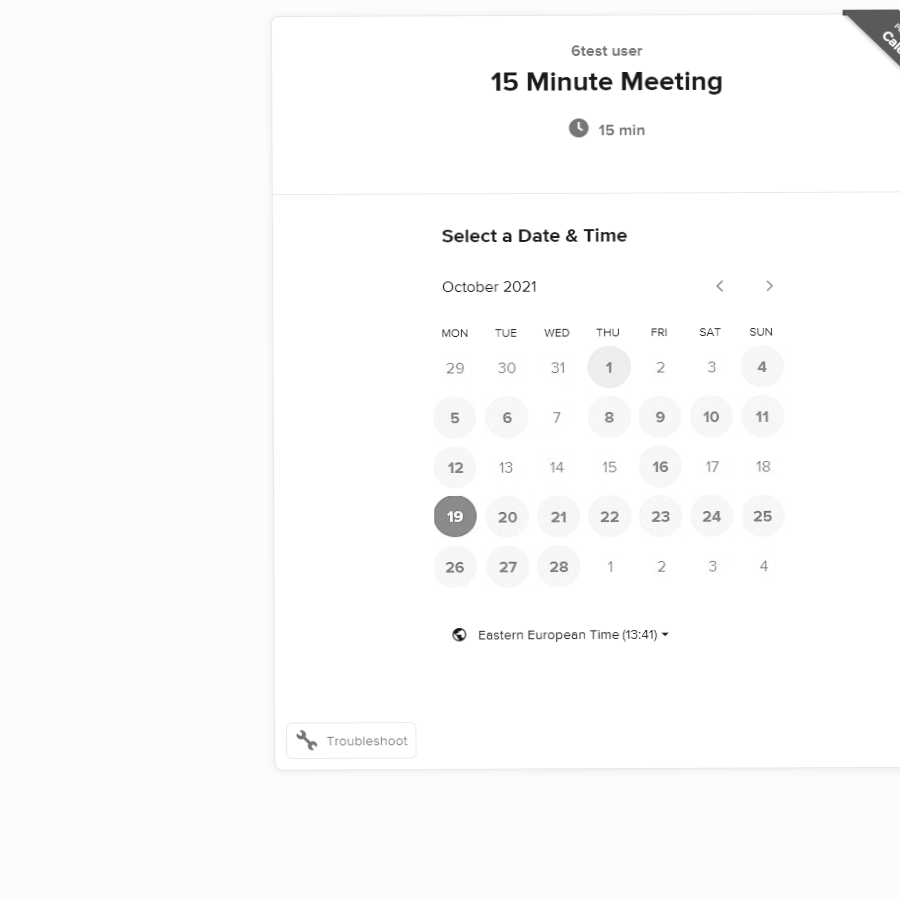 6test user
15 Minute Meeting
15 min
Select a Date & Time
October 2021
MON TUE WED THU FRI SAT SUN
29 30 31 1 2 3 4
5 6 7 8 9 10 11
12 13 14 15 16 17 18
19 20 21 22 23 24 25
26 27 28 1 2 3 4
Eastern European Time (13:41)
Troubleshoot